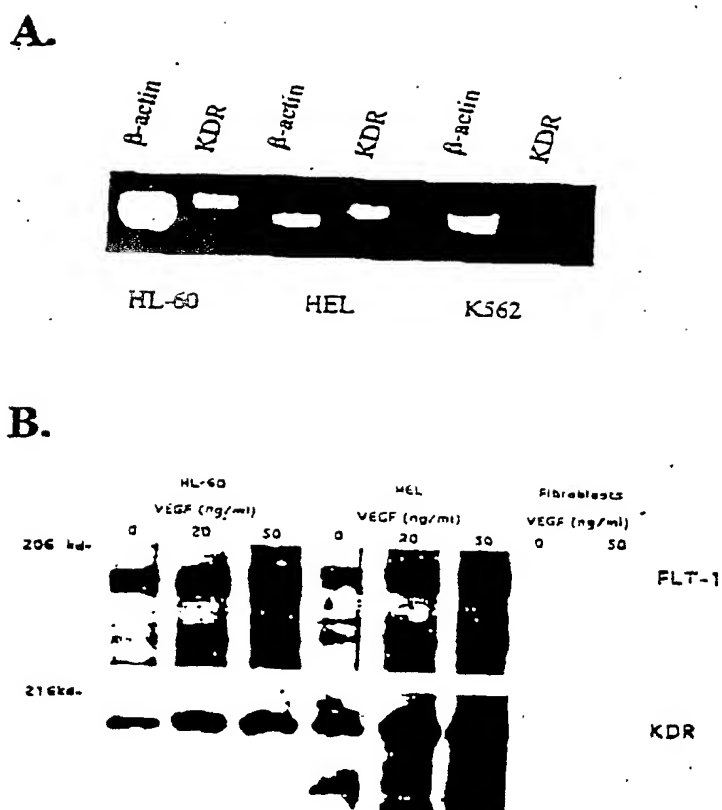 A.
β-actin KDR β-actin KDR β-actin KDR
HL-60 HEL K562
B.
HL-60 HEL Fibroblasts
VEGF (ng/ml) VEGF (ng/ml) VEGF (ng/ml)
0 20 50 0 20 50 0 50
206 kd-
FLT-1
216kd-
KDR